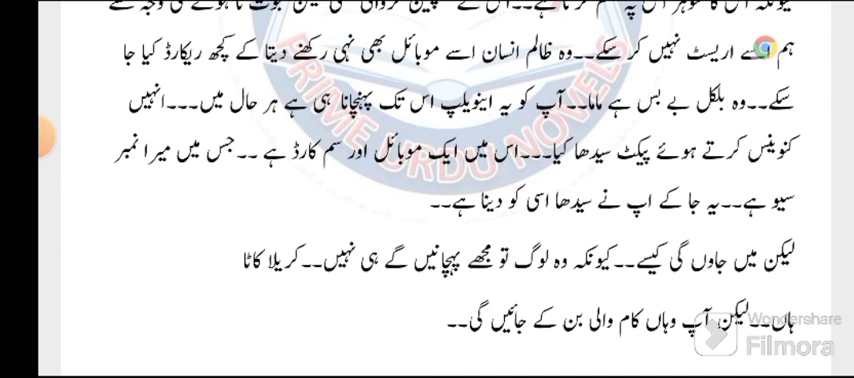 ہم اسے اریسٹ نہیں کر سکے۔۔وہ ظالم انسان اسے موبائل بھی نہی رکھنے دیتا کے کچھ ریکارڈ کیا جا
سکے۔۔وہ بلکل بے بس ہے ماما۔۔آپ کو یہ اینویلپ اس تک پہنچانا ہی ہے ہر حال میں۔۔۔انہیں
کنوینس کرتے ہوئے پیکٹ سیدھا کیا۔۔۔اس میں ایک موبائل اور سم کارڈ ہے ۔۔جس میں میرا نمبر
سیو ہے۔۔یہ جا کے اپ نے سیدھا اسی کو دینا ہے۔۔
لیکن میں جاوں گی کیسے۔۔کیونکہ وہ لوگ تو مجھے پہچانیں گے ہی نہیں۔۔کریلا کاٹا
ہاں۔۔لیکن آپ وہاں کام والی بن کے جائیں گی۔۔
PRIME URDU NOVELS
Wondershare
Filmora